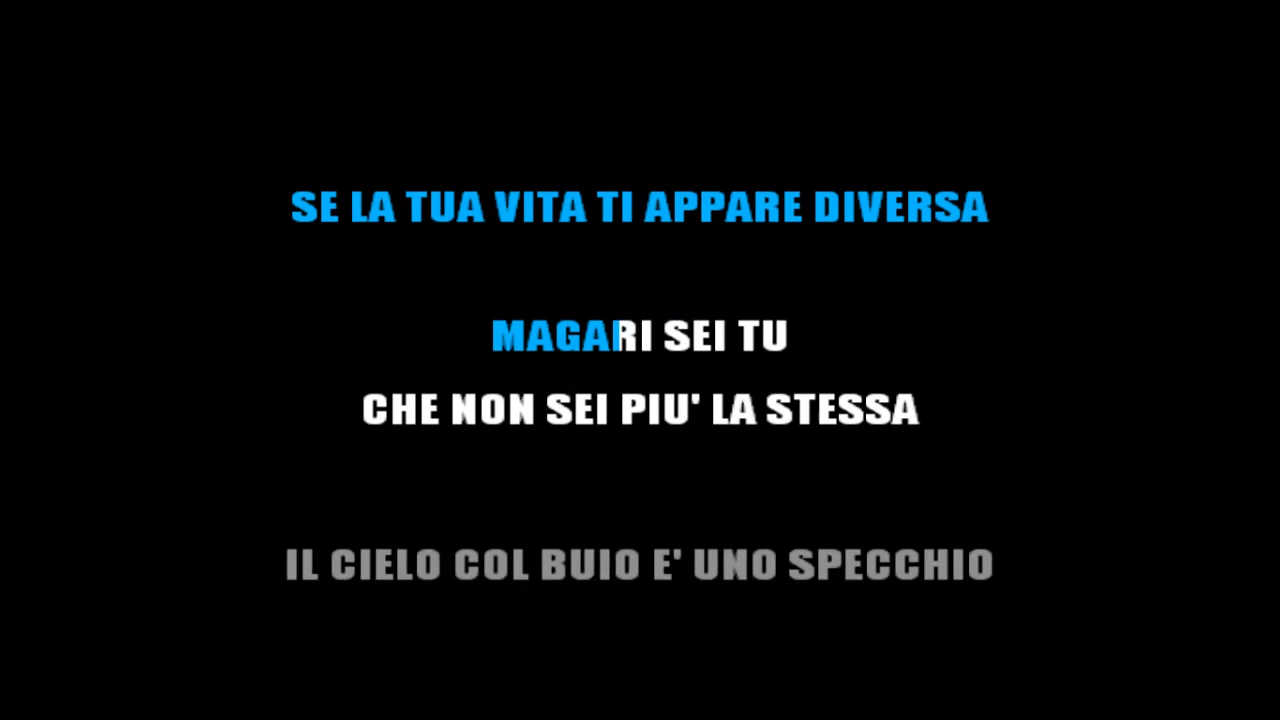 SE LA TUA VITA TI APPARE DIVERSA
MAGARI SEI TU
CHE NON SEI PIU' LA STESSA
IL CIELO COL BUIO E' UNO SPECCHIO